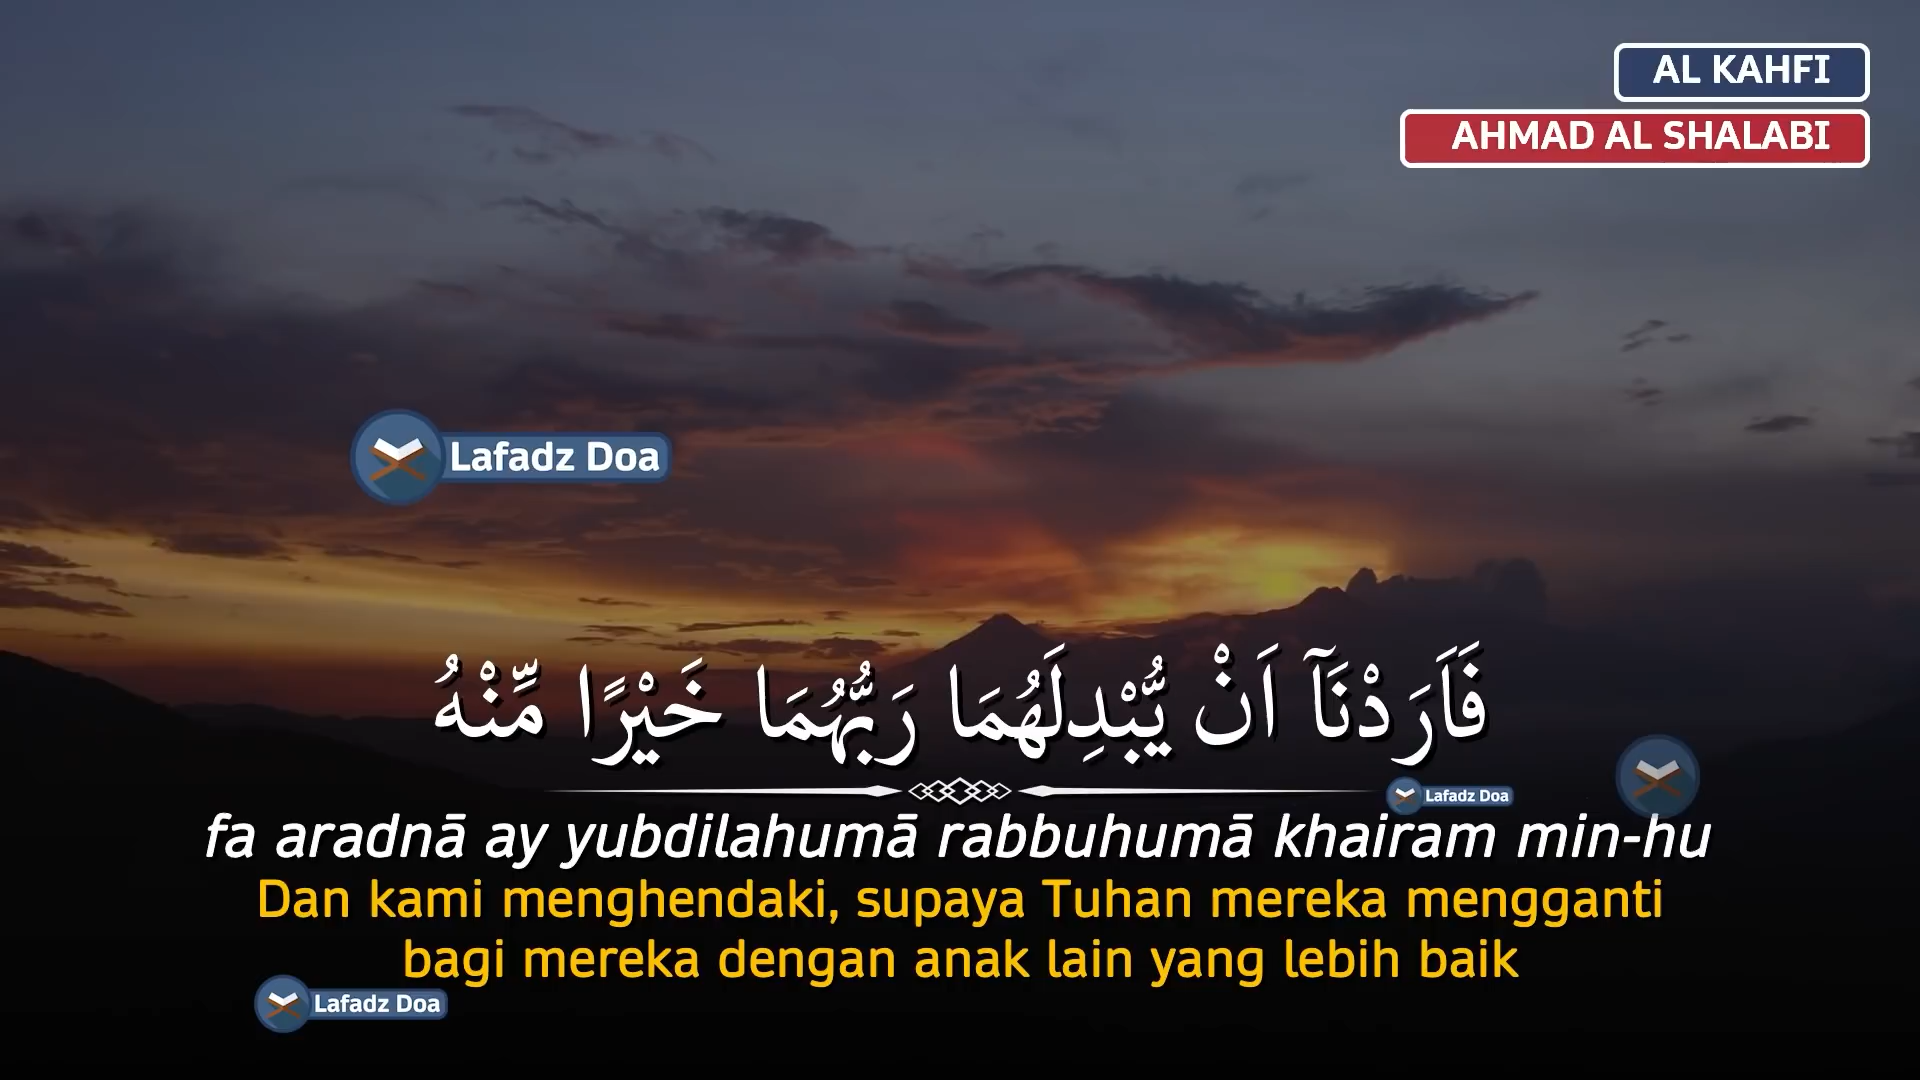 AL KAHFI
AHMAD AL SHALABI
Lafadz Doa
فَاَرَدْنَآ اَنْ يُّبْدِلَهُمَا رَبُّهُمَا خَيْرًا مِّنْهُ
Lafadz Doa
fa aradnā ay yubdilahumā rabbuhumā khairam min-hu
Dan kami menghendaki, supaya Tuhan mereka mengganti
bagi mereka dengan anak lain yang lebih baik
Lafadz Doa